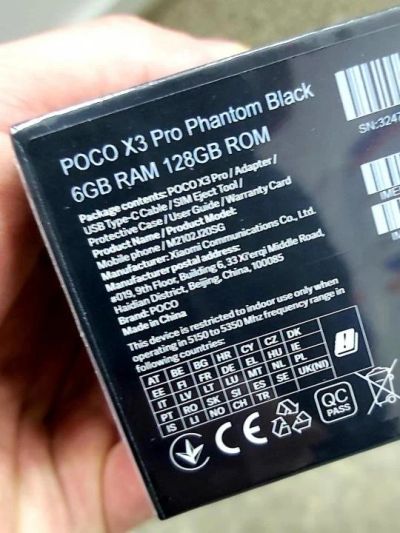 POCO X3 Pro Phantom Black
6GB RAM 128GB ROM
Package contents: POCO X3 Pro / Adapter /
USB Type-C Cable / SIM Eject Tool /
Protective Case / User Guide / Warranty Card
Product Name / Product Model:
Mobile phone / M2102J20SG
Manufacturer: Xiaomi Communications Co., Ltd.
Manufacturer postal address:
#019, 9th Floor, Building 6, 33 Xi'erqi Middle Road,
Haidian District, Beijing, China, 100085
Brand: POCO
Made in China
This device is restricted to indoor use only when
operating in 5150 to 5350 Mhz frequency range in
following countries:
AT BE BG HR CY CZ DK
EE FI FR DE EL HU IE
IT LV LT LU MT NL PL
PT RO SK SI ES SE UK(NI)
IS LI NO CH TR
CE
QC
PASS
SN:3247
IME